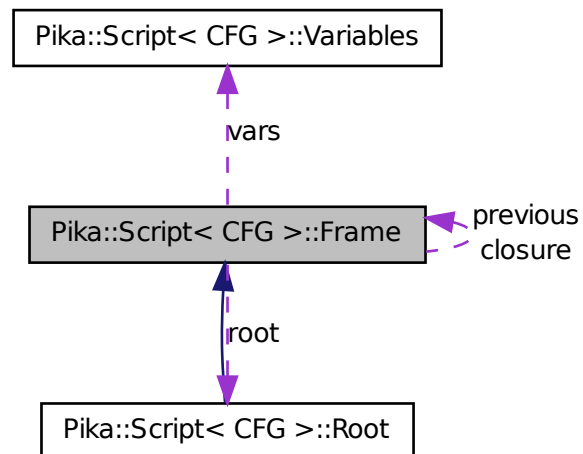 Pika::Script< CFG >::Variables
vars
Pika::Script< CFG >::Frame
previous
closure
root
Pika::Script< CFG >::Root